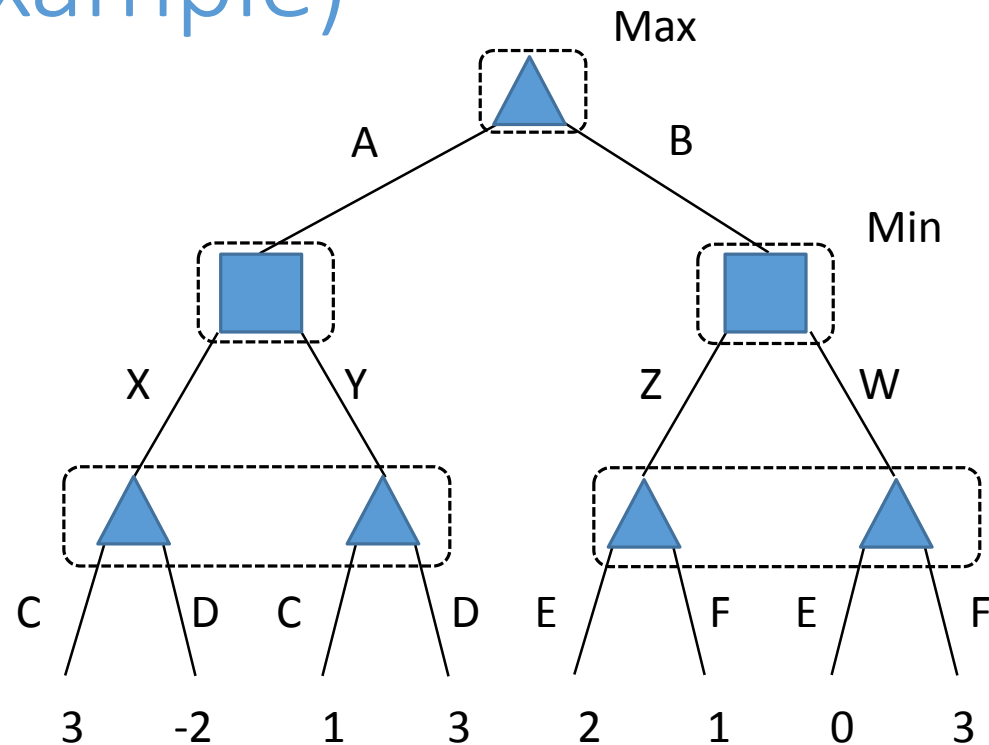 xample)
Max
A B
Min
X Y Z W
C D C D E F E F
3 -2 1 3 2 1 0 3